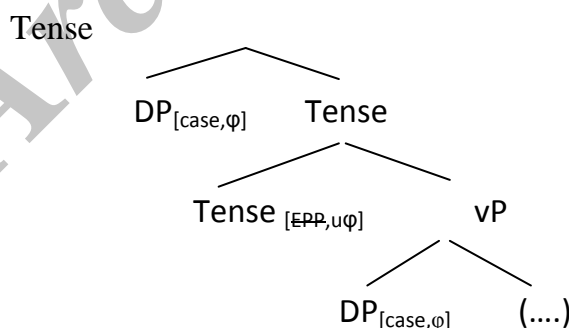 Tense
DP[case,φ] Tense
Tense [EPP,uφ] vP
DP[case,φ] (....)